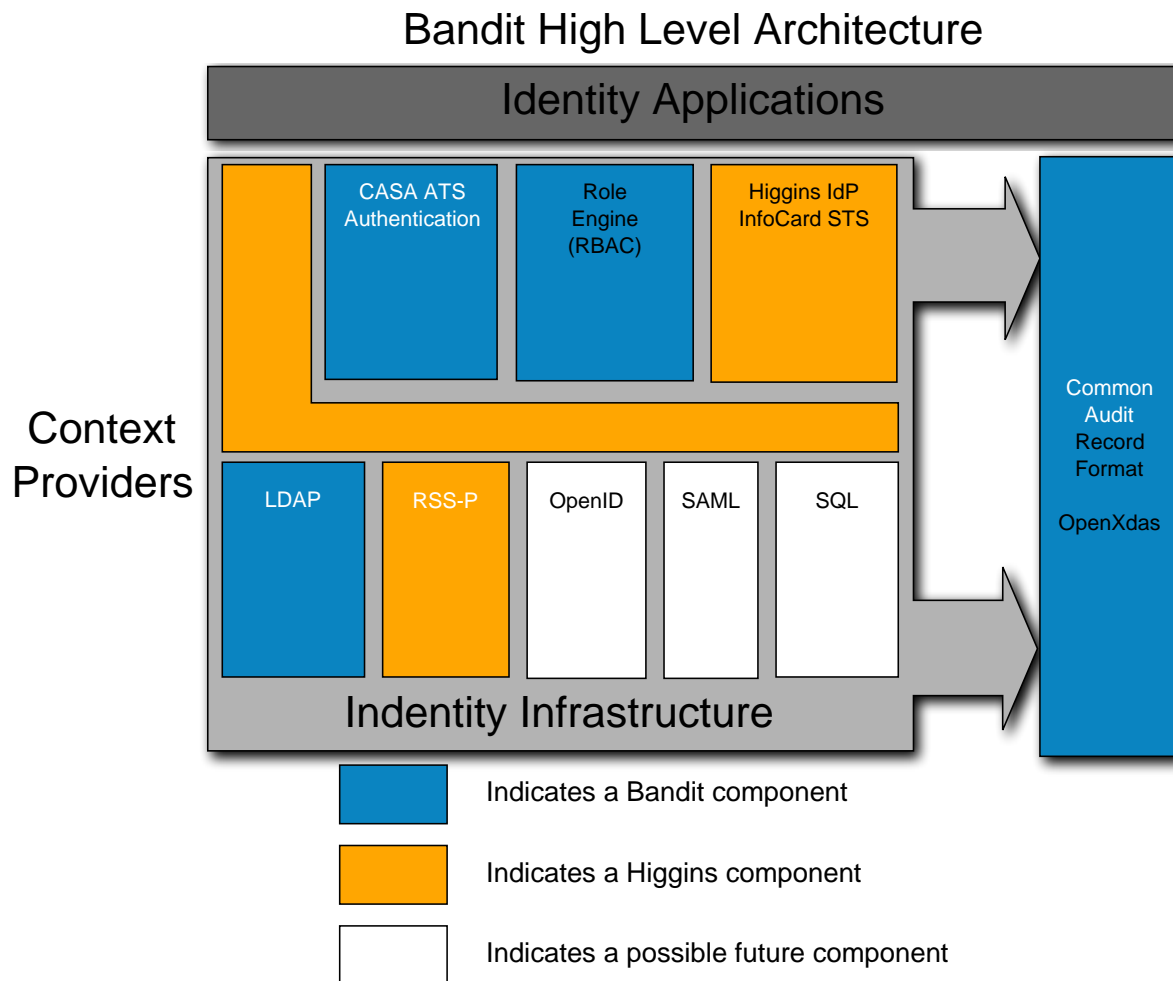 Bandit High Level Architecture
Identity Applications
CASA ATS
Authentication
Role
Engine
(RBAC)
Higgins IdP
InfoCard STS
Common
Audit
Record
Format
OpenXdas
Context
Providers
LDAP
RSS-P
OpenID
SAML
SQL
Indentity Infrastructure
Indicates a Bandit component
Indicates a Higgins component
Indicates a possible future component